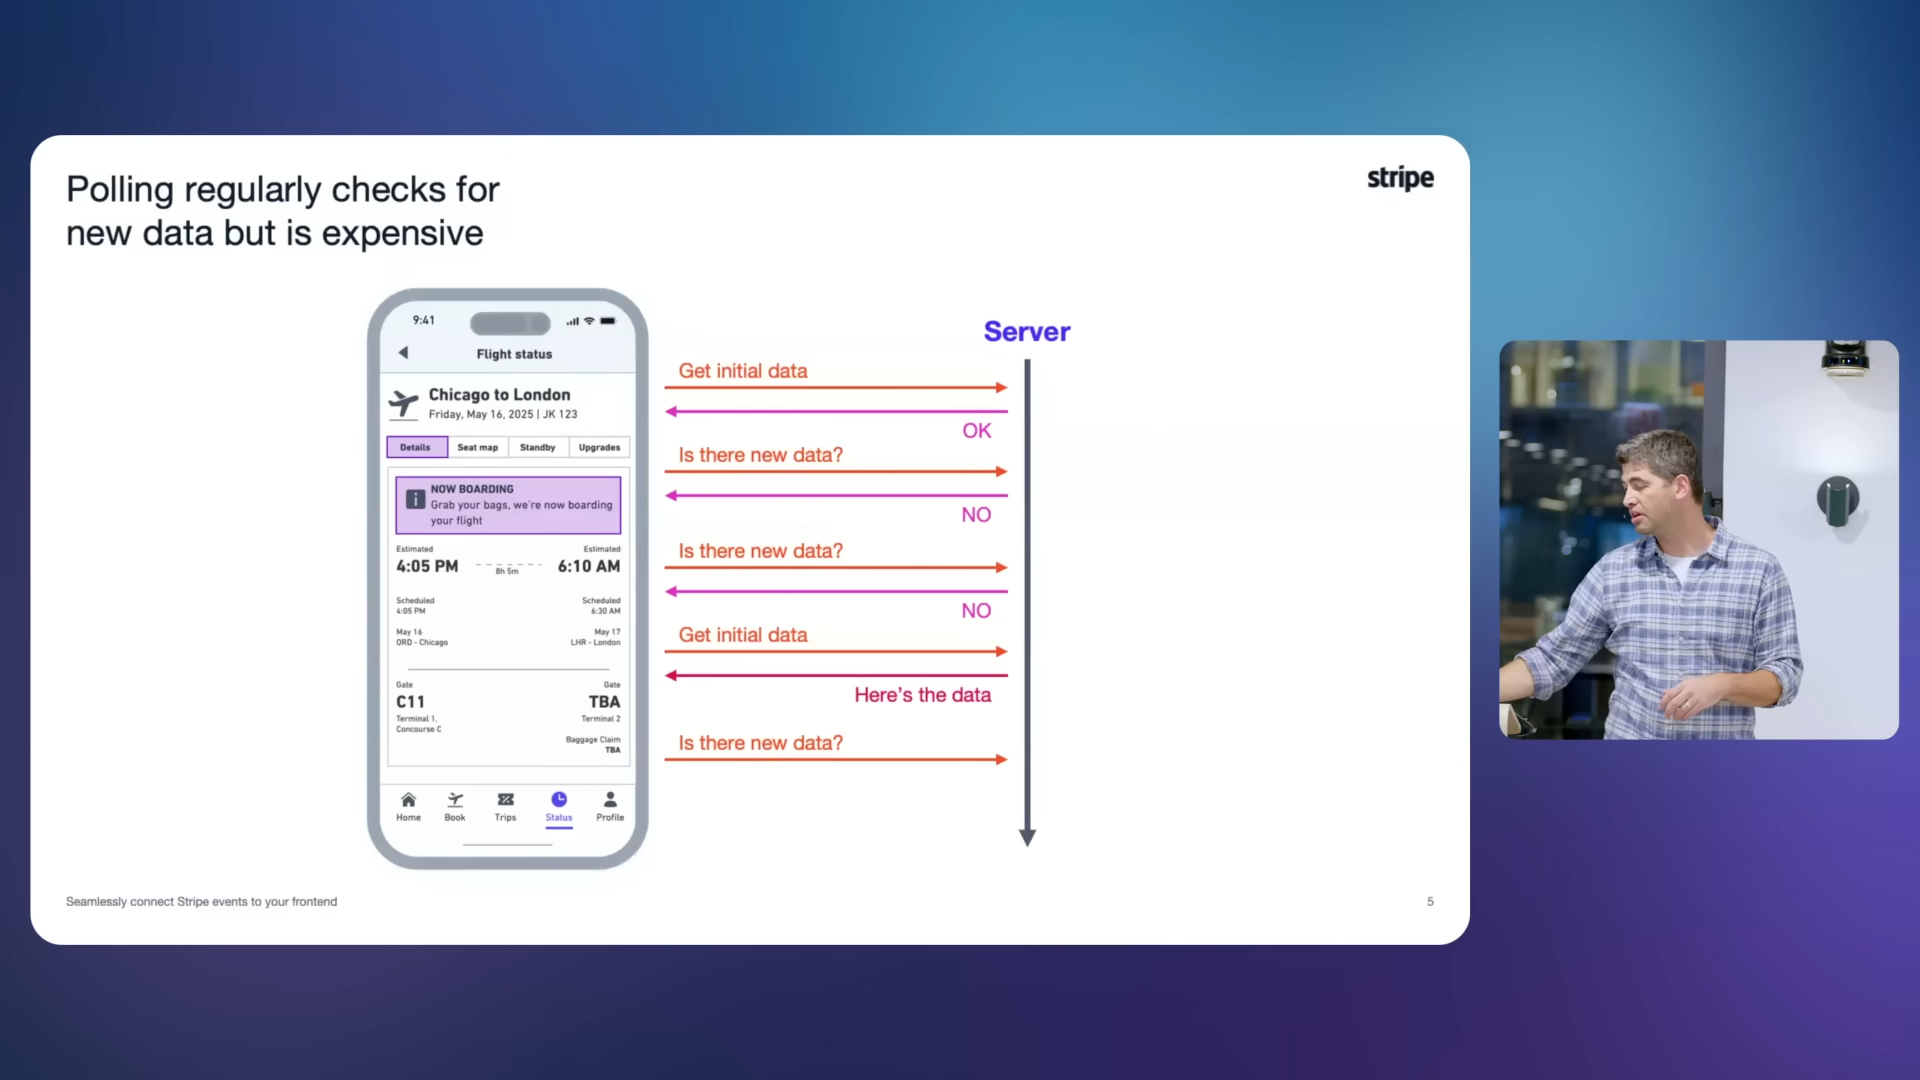 Polling regularly checks for
new data but is expensive
stripe
9:41
Flight status
Chicago to London
Friday, May 16, 2025 | JK 123
Details Seat map Standby Upgrades
NOW BOARDING
Grab your bags, we're now boarding
your flight
Estimated Estimated
4:05 PM 8h 5m 6:10 AM
Scheduled Scheduled
4:05 PM 6:30 AM
May 16 May 17
ORD - Chicago LHR - London
Gate Gate
C11 TBA
Terminal 1, Terminal 2
Concourse C
Baggage Claim
TBA
Home Book Trips Status Profile
Server
Get initial data
OK
Is there new data?
NO
Is there new data?
NO
Get initial data
Here's the data
Is there new data?
Seamlessly connect Stripe events to your frontend
5